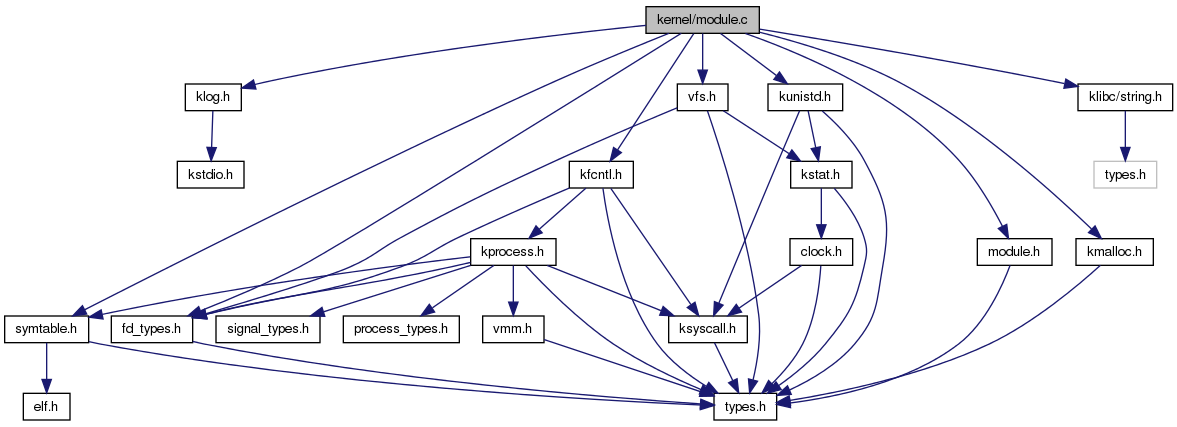 kernel/module.c
klog.h
vfs.h
kunistd.h
klibc/string.h
kstdio.h
kfcntl.h
kstat.h
types.h
kprocess.h
clock.h
module.h
kmalloc.h
symtable.h
fd_types.h
signal_types.h
process_types.h
vmm.h
ksyscall.h
elf.h
types.h